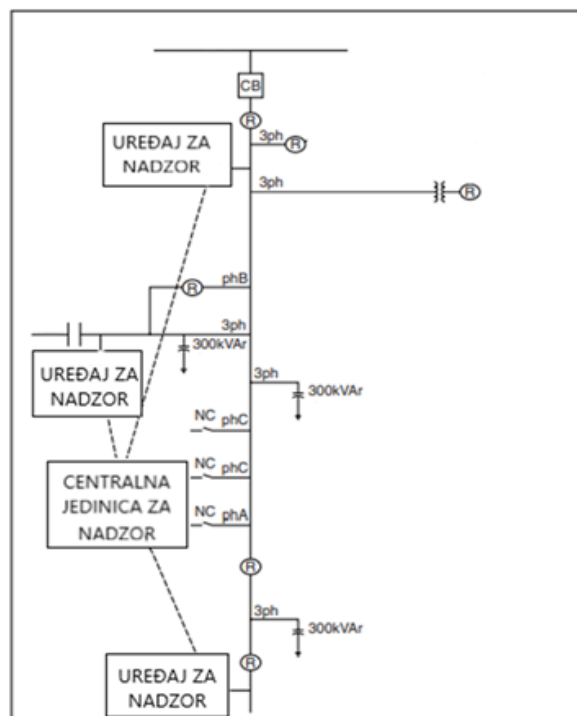 CB
R
UREĐAJ ZA
NADZOR
3ph
R
3ph
R
phB
R
3ph
300kVAr
UREĐAJ ZA
NADZOR
3ph
300kVAr
NC phC
CENTRALNA
JEDINICA ZA
NADZOR
NC phC
NC phA
R
3ph
300kVAr
R
UREĐAJ ZA
NADZOR